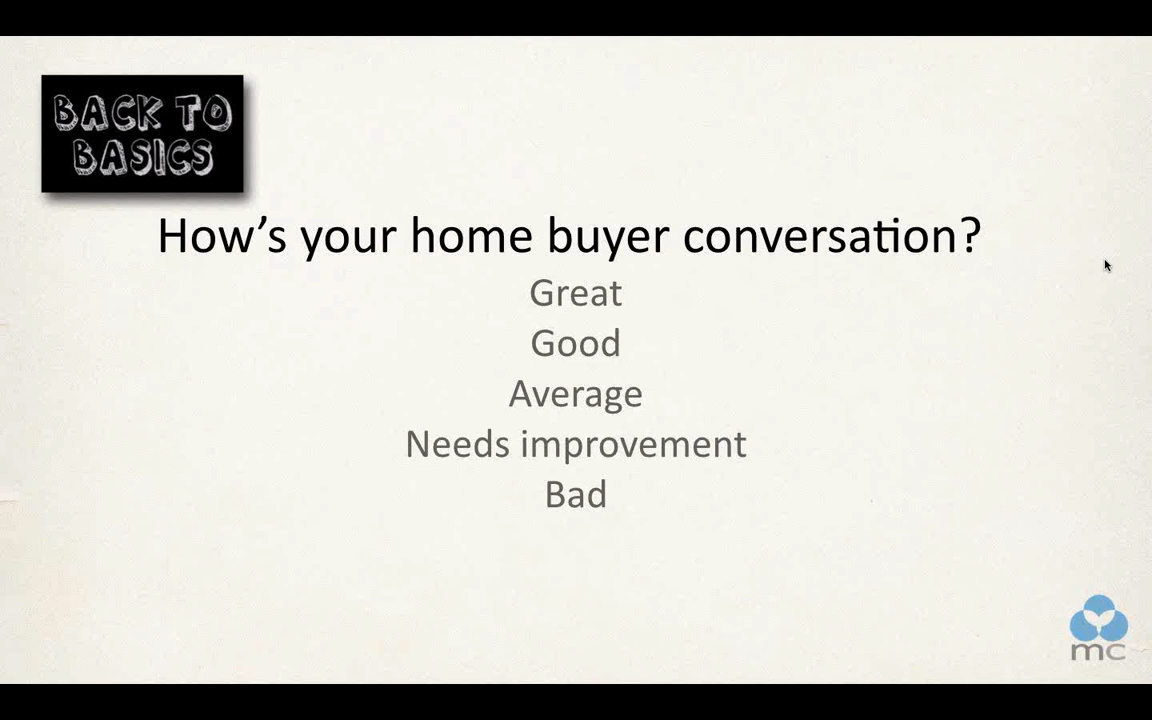 BACK TO
BASICS
How’s your home buyer conversation?
Great
Good
Average
Needs improvement
Bad
mc